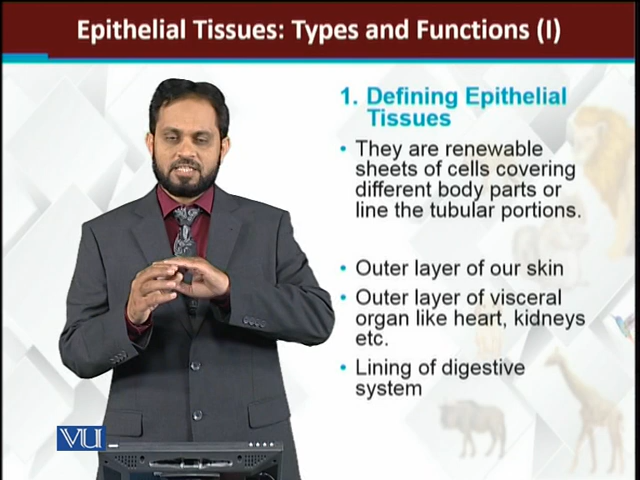 Epithelial Tissues: Types and Functions (I)
1. Defining Epithelial
Tissues
• They are renewable
sheets of cells covering
different body parts or
line the tubular portions.
• Outer layer of our skin
• Outer layer of visceral
organ like heart, kidneys
etc.
• Lining of digestive
system
VU